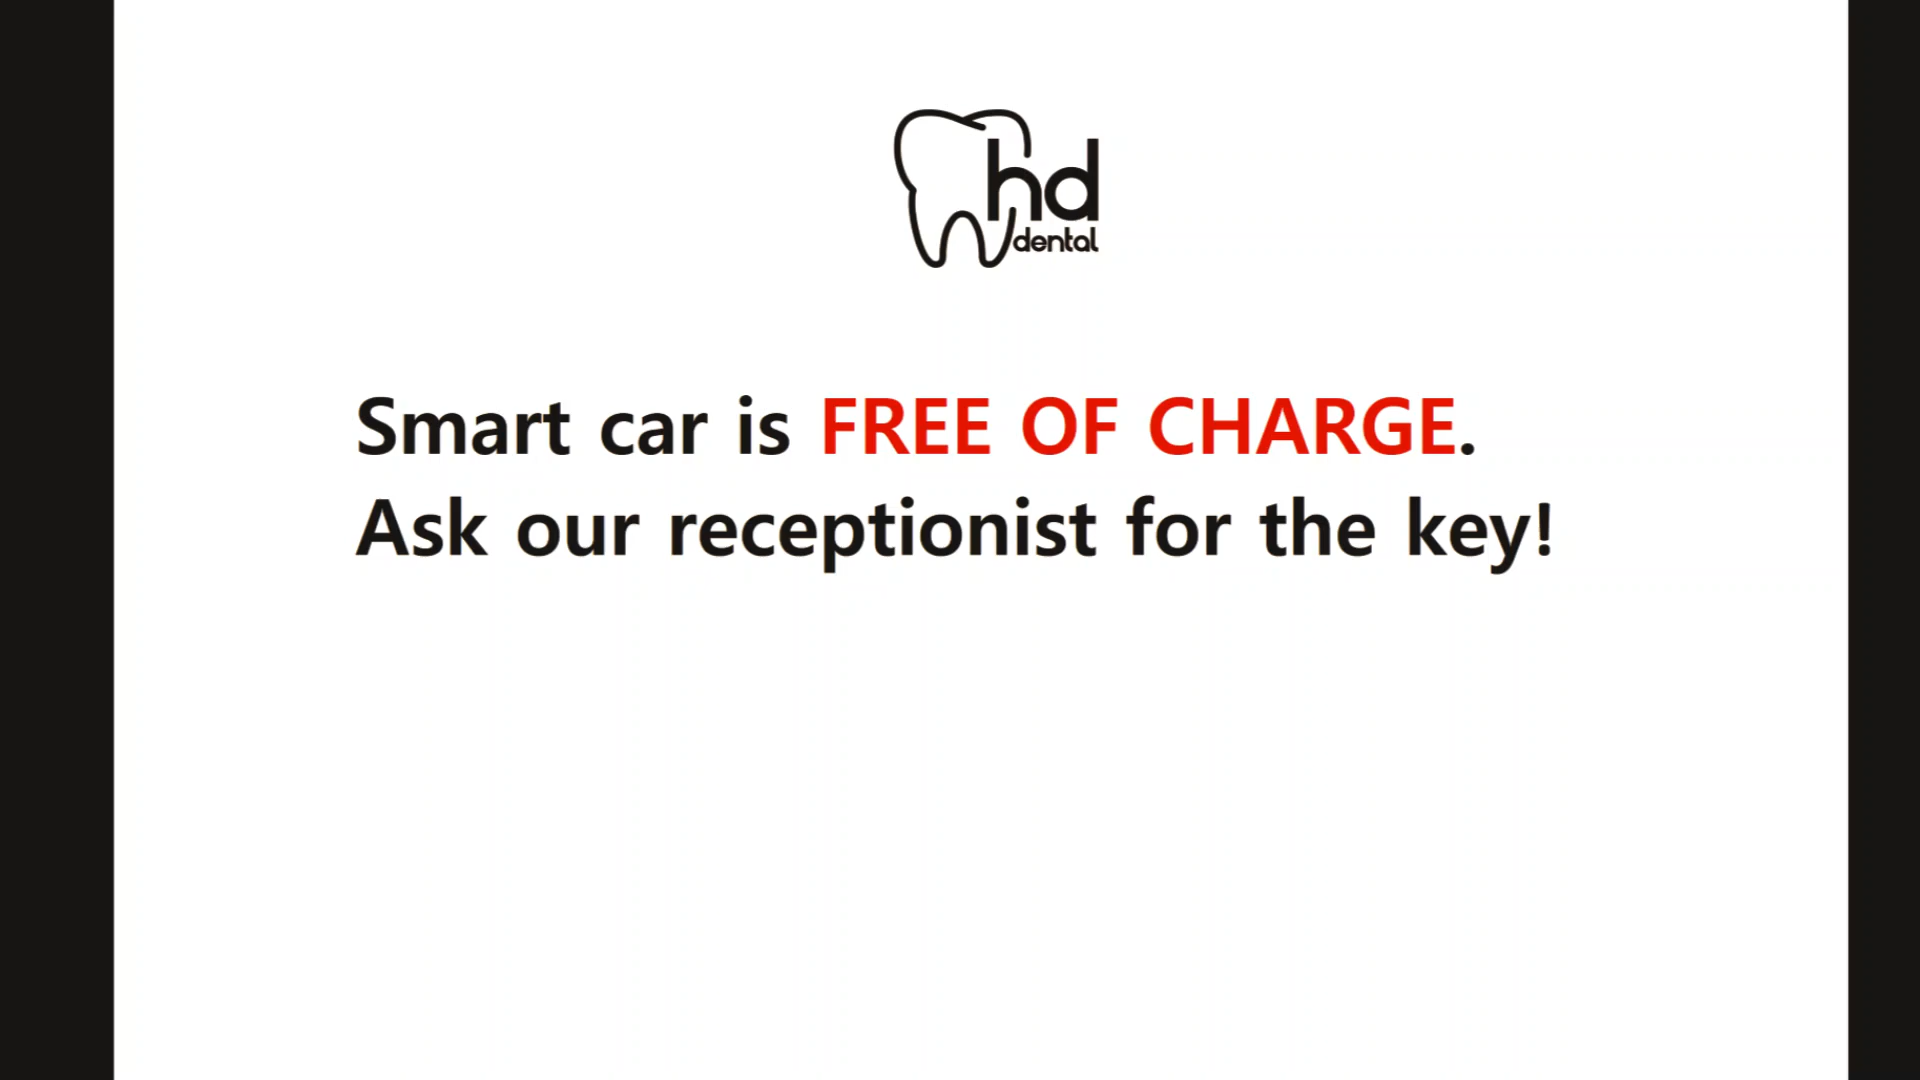 hd
dental
Smart car is FREE OF CHARGE.
Ask our receptionist for the key!